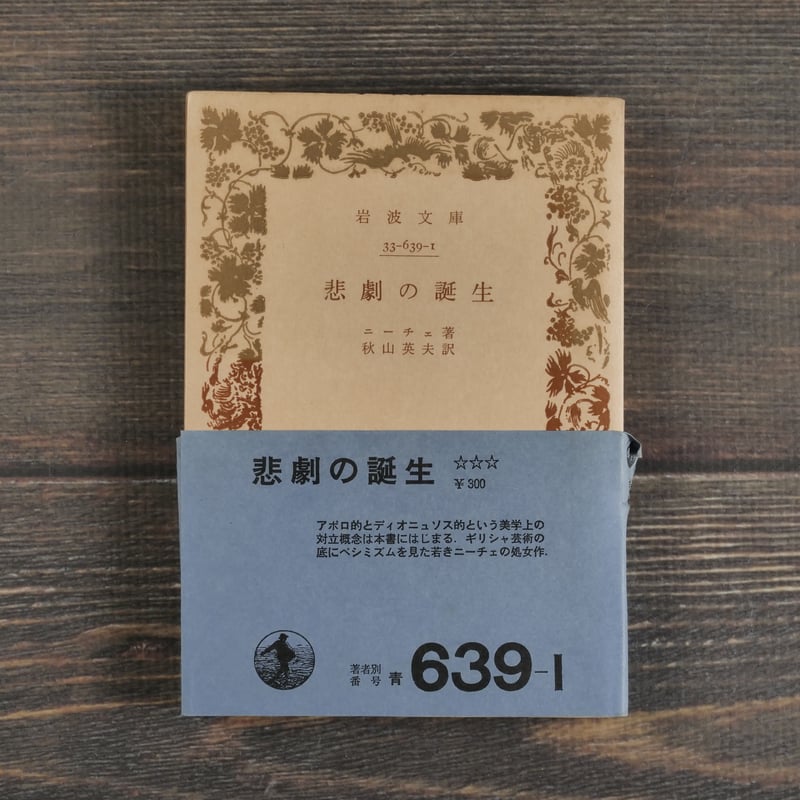 岩波文庫
33-639-1
悲劇の誕生
ニーチェ著
秋山英夫訳
悲劇の誕生 ☆☆☆
¥300
アポロ的とディオニュソス的という美学上の
対立概念は本書にはじまる．ギリシャ芸術の
底にペシミズムを見た若きニーチェの処女作．
著者別
番号 青 639-1